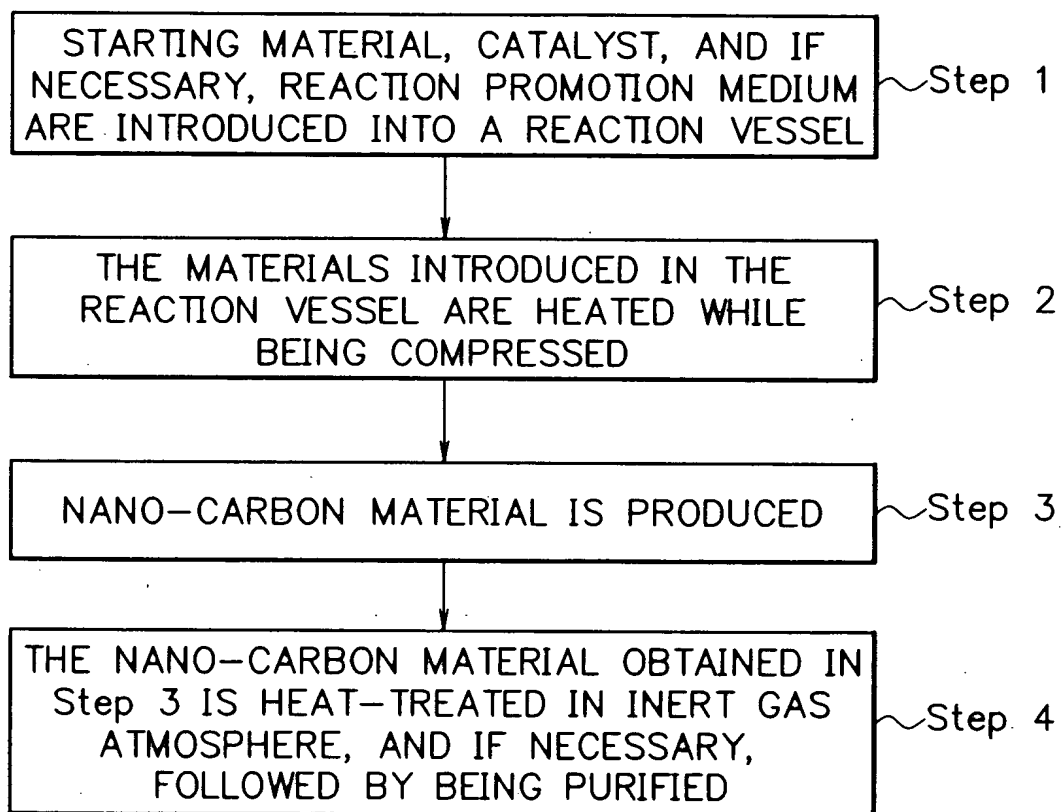 STARTING MATERIAL, CATALYST, AND IF
NECESSARY, REACTION PROMOTION MEDIUM
ARE INTRODUCED INTO A REACTION VESSEL
Step 1
THE MATERIALS INTRODUCED IN THE
REACTION VESSEL ARE HEATED WHILE
BEING COMPRESSED
Step 2
NANO-CARBON MATERIAL IS PRODUCED
Step 3
THE NANO-CARBON MATERIAL OBTAINED IN
Step 3 IS HEAT-TREATED IN INERT GAS
ATMOSPHERE, AND IF NECESSARY,
FOLLOWED BY BEING PURIFIED
Step 4